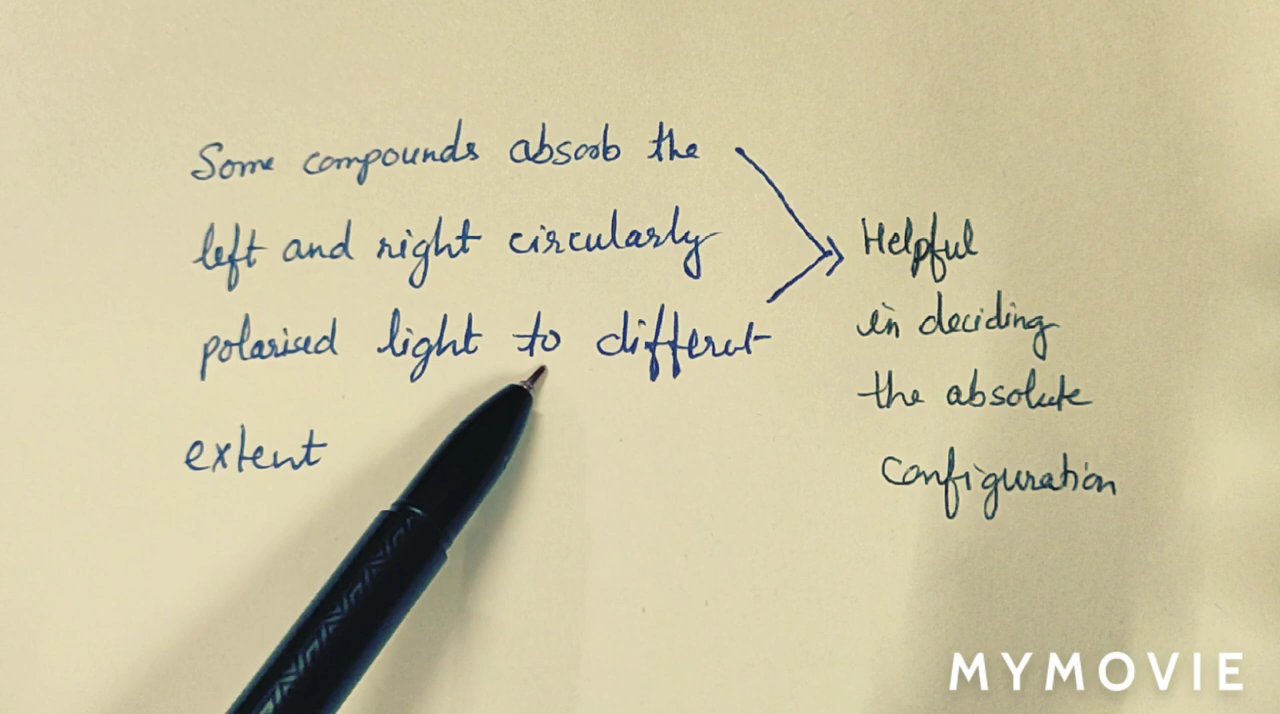 Some compounds absorb the
left and right circularly
polarised light to different
extent
Helpful
in deciding
the absolute
configuration
MYMOVIE